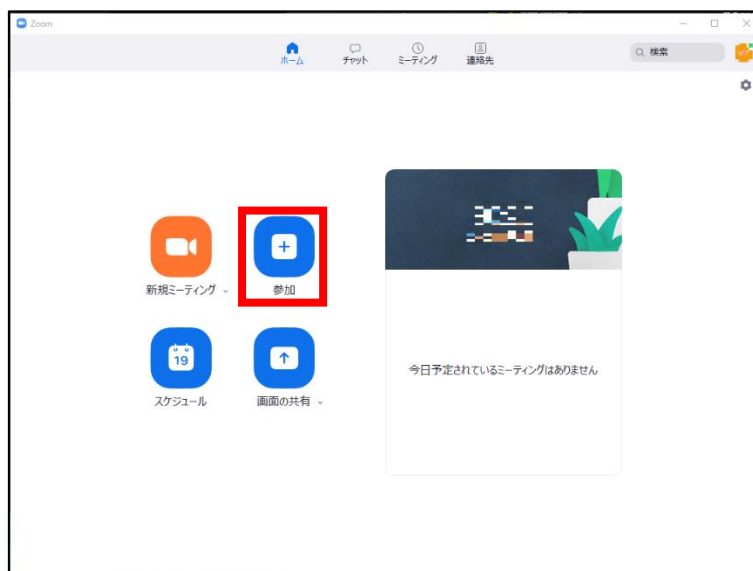 Zoom
ホーム チャット ミーティング 連絡先
検索
新規ミーティング 参加
19
スケジュール 画面の共有
今日予定されているミーティングはありません